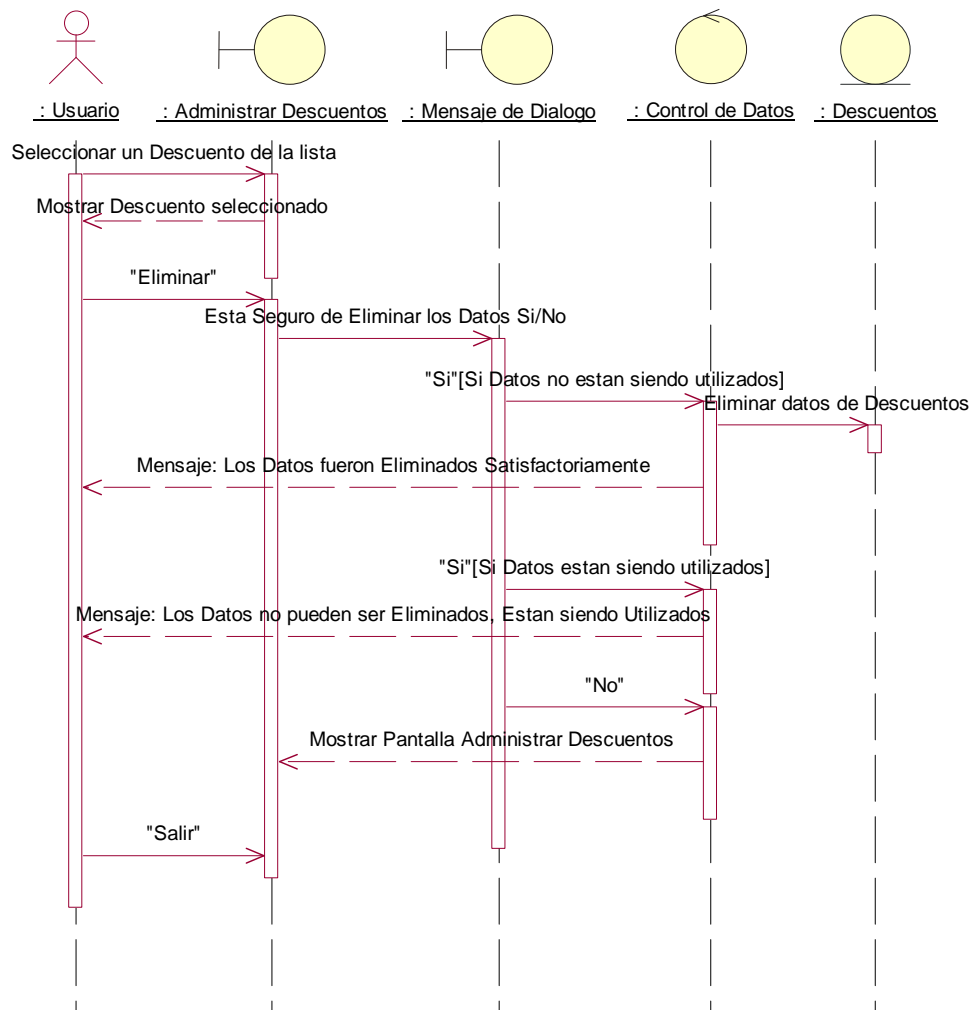 : Usuario
: Administrar Descuentos
: Mensaje de Dialogo
: Control de Datos
: Descuentos
Seleccionar un Descuento de la lista
Mostrar Descuento seleccionado
"Eliminar"
Esta Seguro de Eliminar los Datos Si/No
"Si"[Si Datos no estan siendo utilizados]
Eliminar datos de Descuentos
Mensaje: Los Datos fueron Eliminados Satisfactoriamente
"Si"[Si Datos estan siendo utilizados]
Mensaje: Los Datos no pueden ser Eliminados, Estan siendo Utilizados
"No"
Mostrar Pantalla Administrar Descuentos
"Salir"